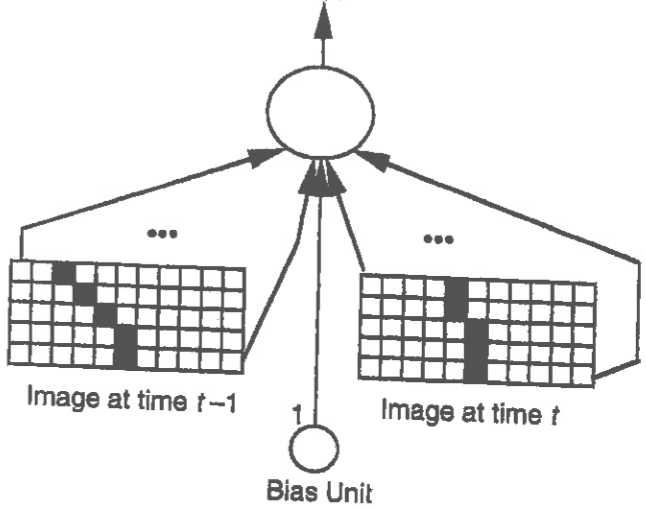 ...
...
Image at time t–1
1
Image at time t
Bias Unit